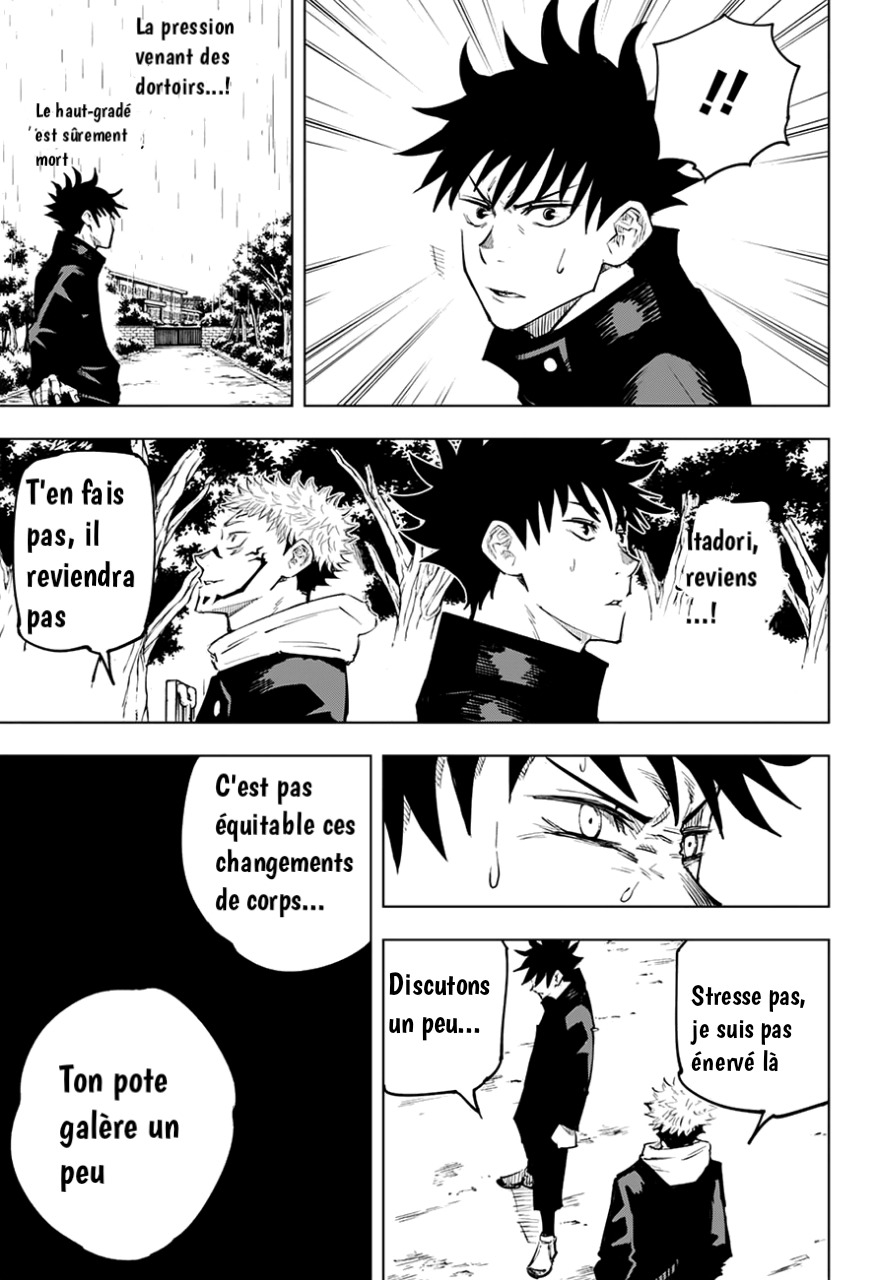 !!
La pression
venant des
dortoirs...!
Le haut-gradé
est sûrement
mort
Itadori,
reviens
...!
T'en fais
pas, il
reviendra
pas
Stresse pas,
je suis pas
énervé là
Discutons
un peu...
C'est pas
équitable ces
changements
de corps...
Ton pote
galère un
peu